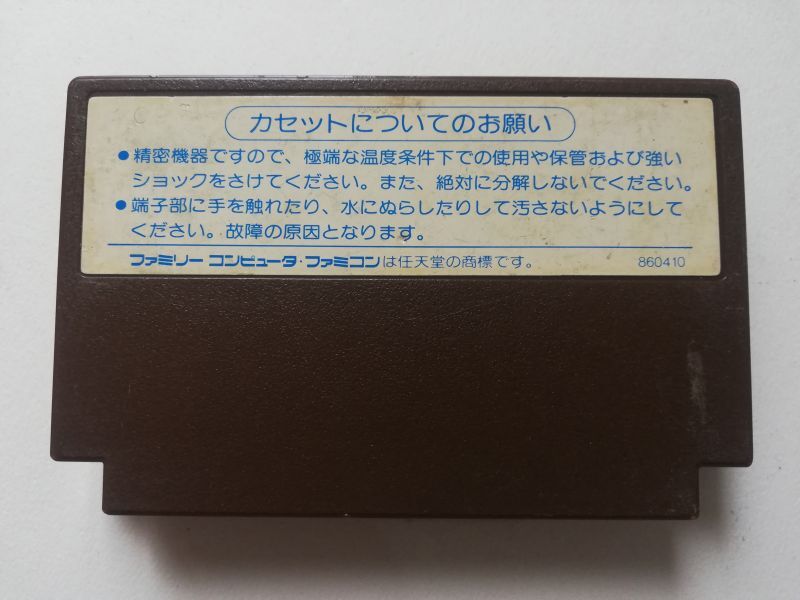 カセットについてのお願い
●精密機器ですので、極端な温度条件下での使用や保管および強い
ショックをさけてください。また、絶対に分解しないでください。
●端子部に手を触れたり、水にぬらしたりして汚さないようにして
ください。故障の原因となります。
ファミリー コンピュータ・ファミコンは任天堂の商標です。 860410